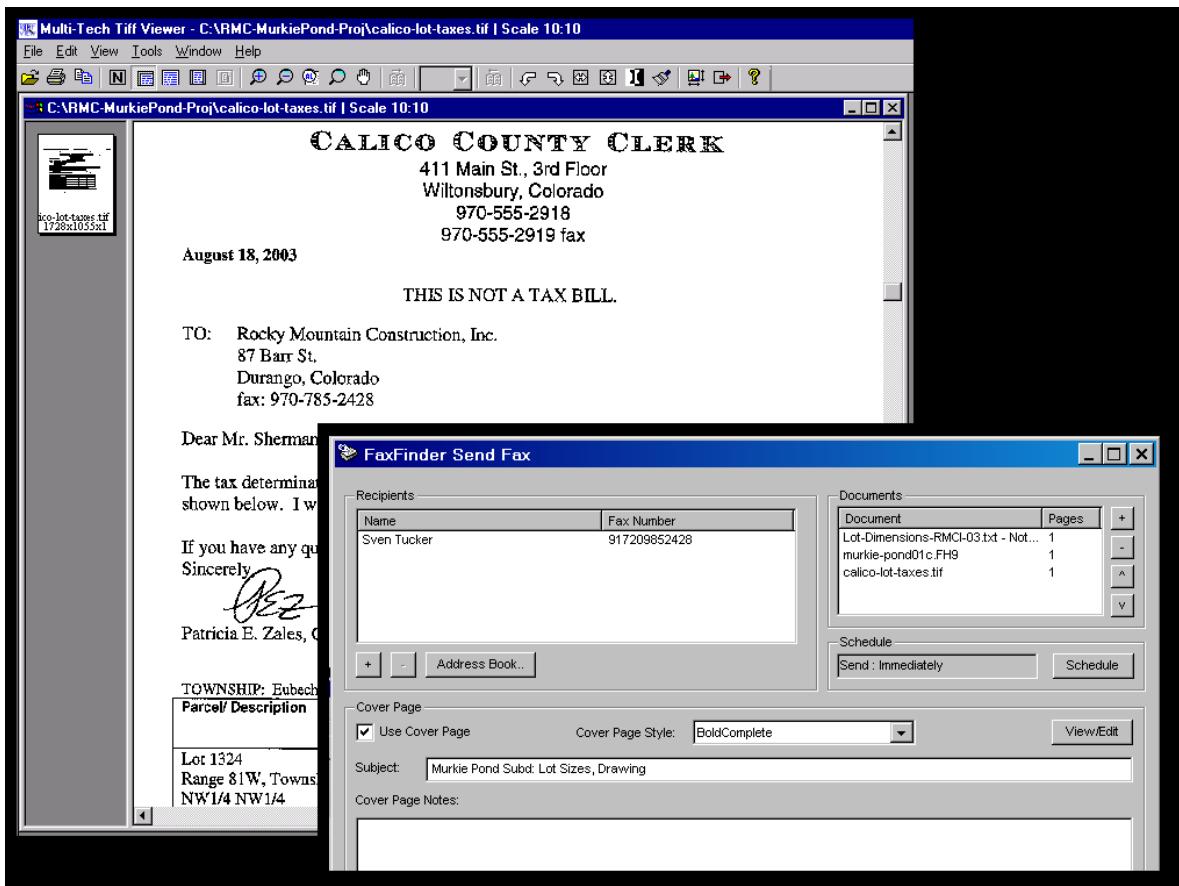 Multi-Tech Tiff Viewer - C:\RMC-MurkiePond-Proj\calico-lot-taxes.tif | Scale 10:10
File Edit View Tools Window Help
C:\RMC-MurkiePond-Proj\calico-lot-taxes.tif | Scale 10:10
ico-lot-taxes.tif
1728x1055x1
CALICO COUNTY CLERK
411 Main St., 3rd Floor
Wiltonsbury, Colorado
970-555-2918
970-555-2919 fax
August 18, 2003
THIS IS NOT A TAX BILL.
TO: Rocky Mountain Construction, Inc.
87 Barr St.
Durango, Colorado
fax: 970-785-2428
Dear Mr. Sherman
The tax determinat
shown below. I w
If you have any qu
Sincerely,
PEZ
Patricia E. Zales, C
TOWNSHIP: Eubech
Parcel/ Description
Lot 1324
Range 81W, Towns
NW1/4 NW1/4
FaxFinder Send Fax
Recipients
Name Fax Number
Sven Tucker 917209852428
+ - Address Book..
Documents
Document Pages +
Lot-Dimensions-RMCI-03.txt - Not... 1
murkie-pond01c.FH9 1
calico-lot-taxes.tif 1
-
^
v
Schedule
Send : Immediately Schedule
Cover Page
Use Cover Page Cover Page Style: BoldComplete View/Edit
Subject: Murkie Pond Subd: Lot Sizes, Drawing
Cover Page Notes: